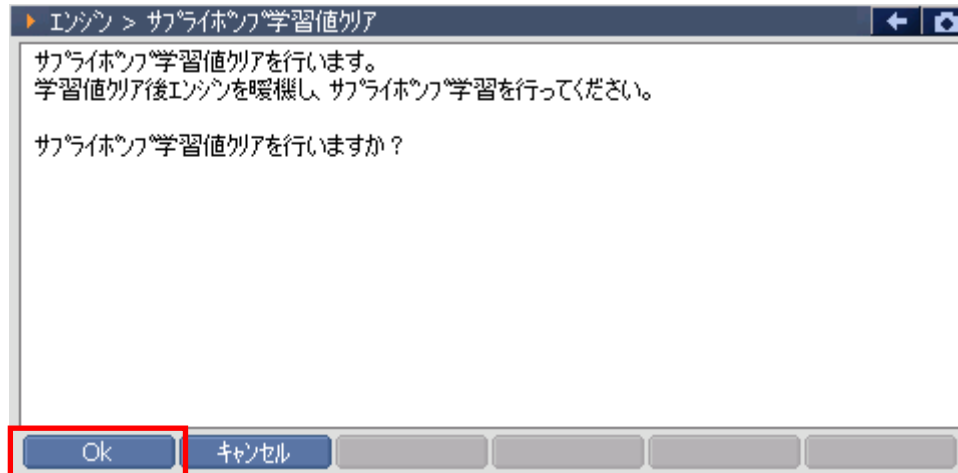 エンジン > サプライポンプ学習値クリア
サプライポンプ学習値クリアを行います。
学習値クリア後エンジンを暖機し、サプライポンプ学習を行ってください。
サプライポンプ学習値クリアを行いますか？
Ok キャンセル